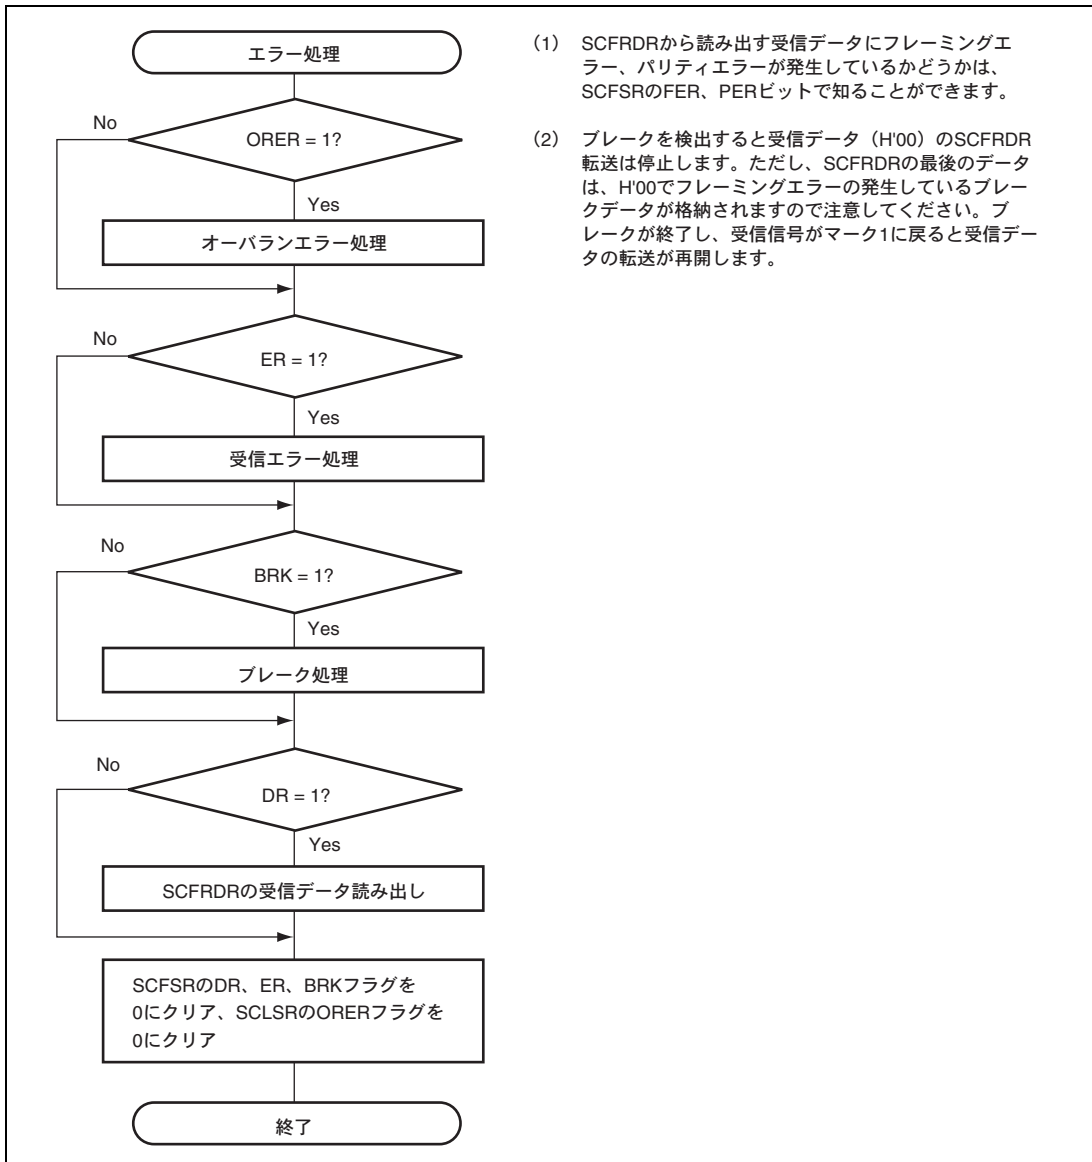 エラー処理
No
ORER = 1?
Yes
オーバランエラー処理
No
ER = 1?
Yes
受信エラー処理
No
BRK = 1?
Yes
ブレーク処理
No
DR = 1?
Yes
SCFRDRの受信データ読み出し
SCFSRのDR、ER、BRKフラグを
0にクリア、SCLSRのORERフラグを
0にクリア
終了
(1) SCFRDRから読み出す受信データにフレーミングエ
ラー、パリティエラーが発生しているかどうかは、
SCFSRのFER、PERビットで知ることができます。
(2) ブレークを検出すると受信データ（H'00）のSCFRDR
転送は停止します。ただし、SCFRDRの最後のデータ
は、H'00でフレーミングエラーの発生しているブレー
クデータが格納されますので注意してください。ブ
レークが終了し、受信信号がマーク1に戻ると受信デー
タの転送が再開します。